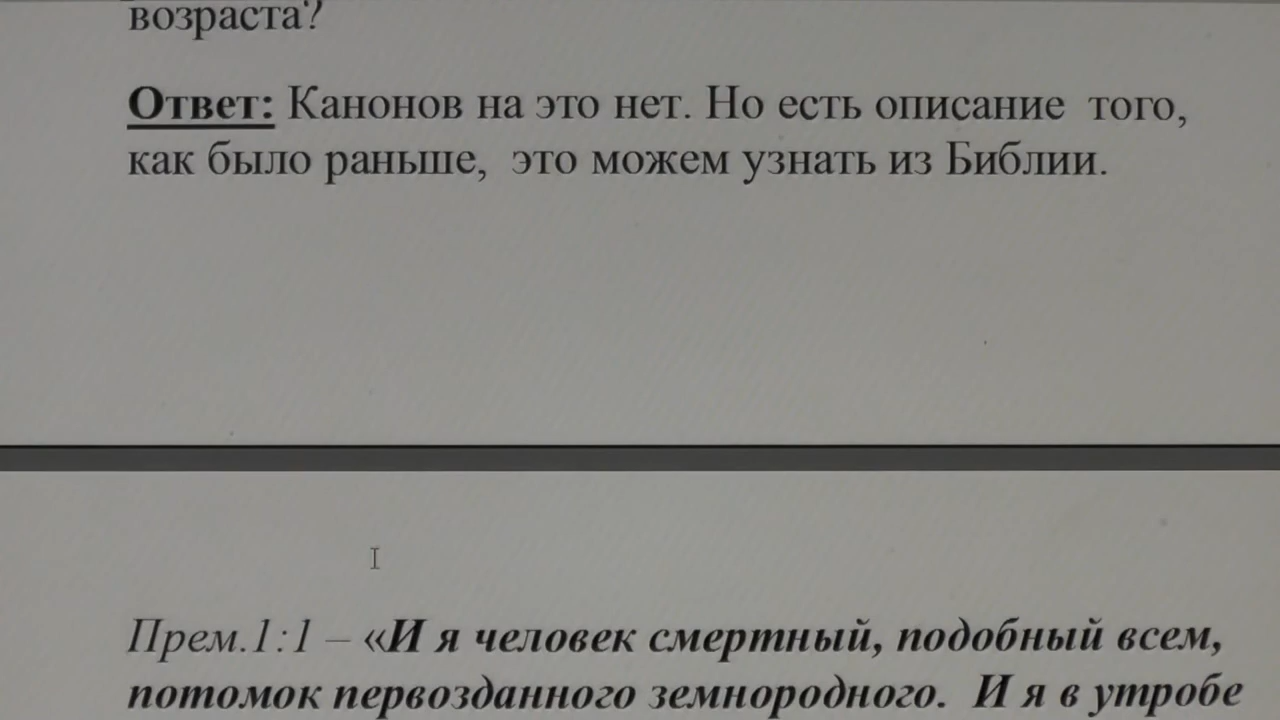 возраста?
Ответ: Канонов на это нет. Но есть описание того,
как было раньше, это можем узнать из Библии.
Прем.1:1 – «И я человек смертный, подобный всем,
потомок первозданного земнородного. И я в утробе